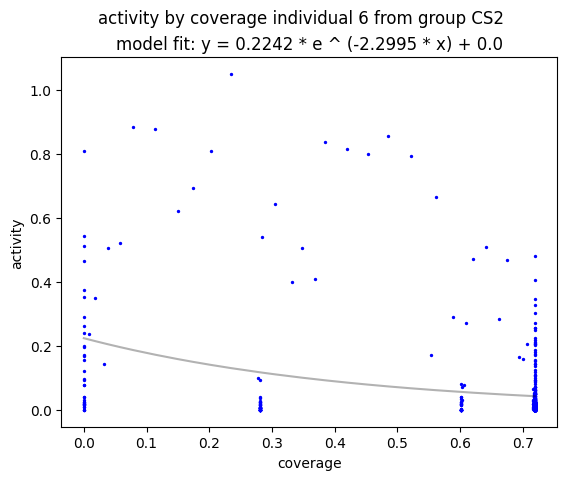 activity by coverage individual 6 from group CS2
model fit: y = 0.2242 * e ^ (-2.2995 * x) + 0.0
1.0
0.8
0.6
0.4
0.2
0.0
activity
0.0 0.1 0.2 0.3 0.4 0.5 0.6 0.7
coverage